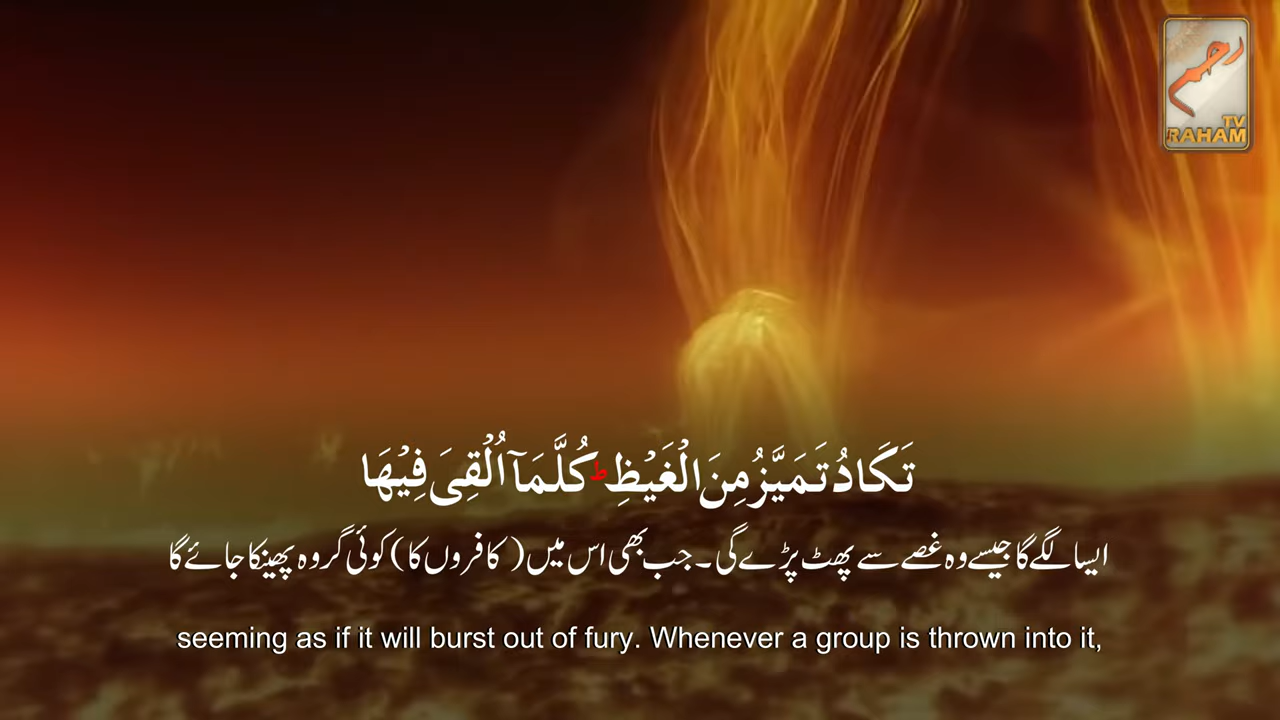 رحم
TV
RAHAM
تَكَادُ تَمَيَّزُ مِنَ الْغَيْظِ ؕ كُلَّمَاۤ اُلْقِیَ فِیْهَا
ایسا لگے گا جیسے وہ غصے سے پھٹ پڑے گی۔ جب بھی اس میں (کافروں کا) کوئی گروہ پھینکا جائے گا
seeming as if it will burst out of fury. Whenever a group is thrown into it,